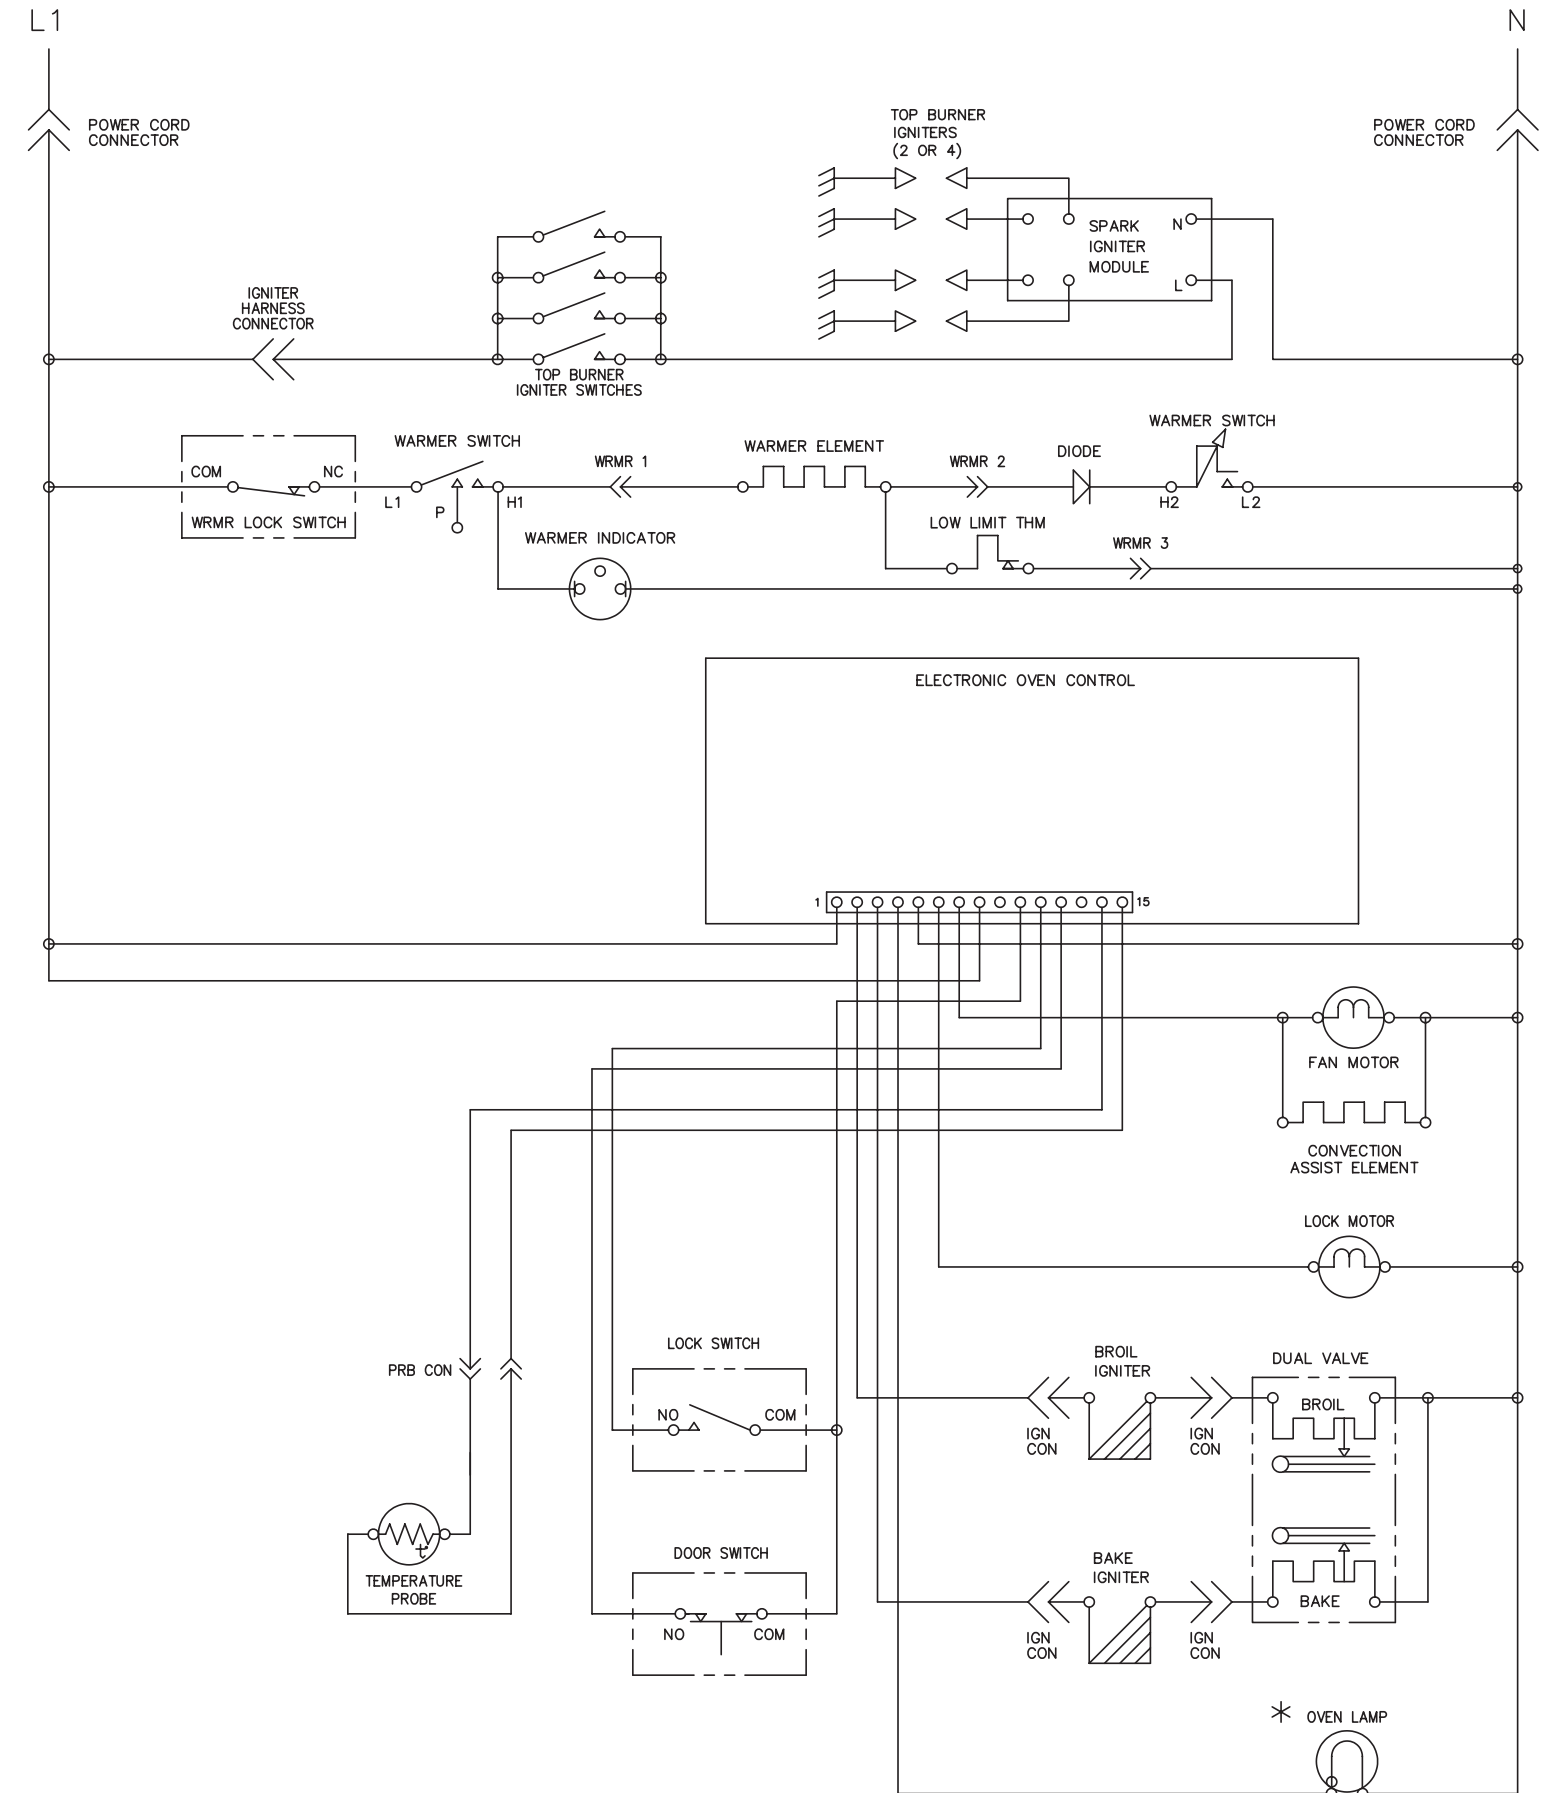 L1
N
POWER CORD
CONNECTOR
TOP BURNER
IGNITERS
(2 OR 4)
POWER CORD
CONNECTOR
SPARK
IGNITER
MODULE
N
L
IGNITER
HARNESS
CONNECTOR
TOP BURNER
IGNITER SWITCHES
WARMER SWITCH
WARMER ELEMENT
DIODE
WARMER SWITCH
COM
NC
WRMR 1
WRMR 2
L1
P
H1
H2
L2
WRMR LOCK SWITCH
WARMER INDICATOR
LOW LIMIT THM
WRMR 3
ELECTRONIC OVEN CONTROL
1
15
FAN MOTOR
CONVECTION
ASSIST ELEMENT
LOCK MOTOR
LOCK SWITCH
PRB CON
NO
COM
BROIL
IGNITER
DUAL VALVE
BROIL
IGN
CON
IGN
CON
t°
TEMPERATURE
PROBE
DOOR SWITCH
NO
COM
BAKE
IGNITER
BAKE
IGN
CON
IGN
CON
* OVEN LAMP